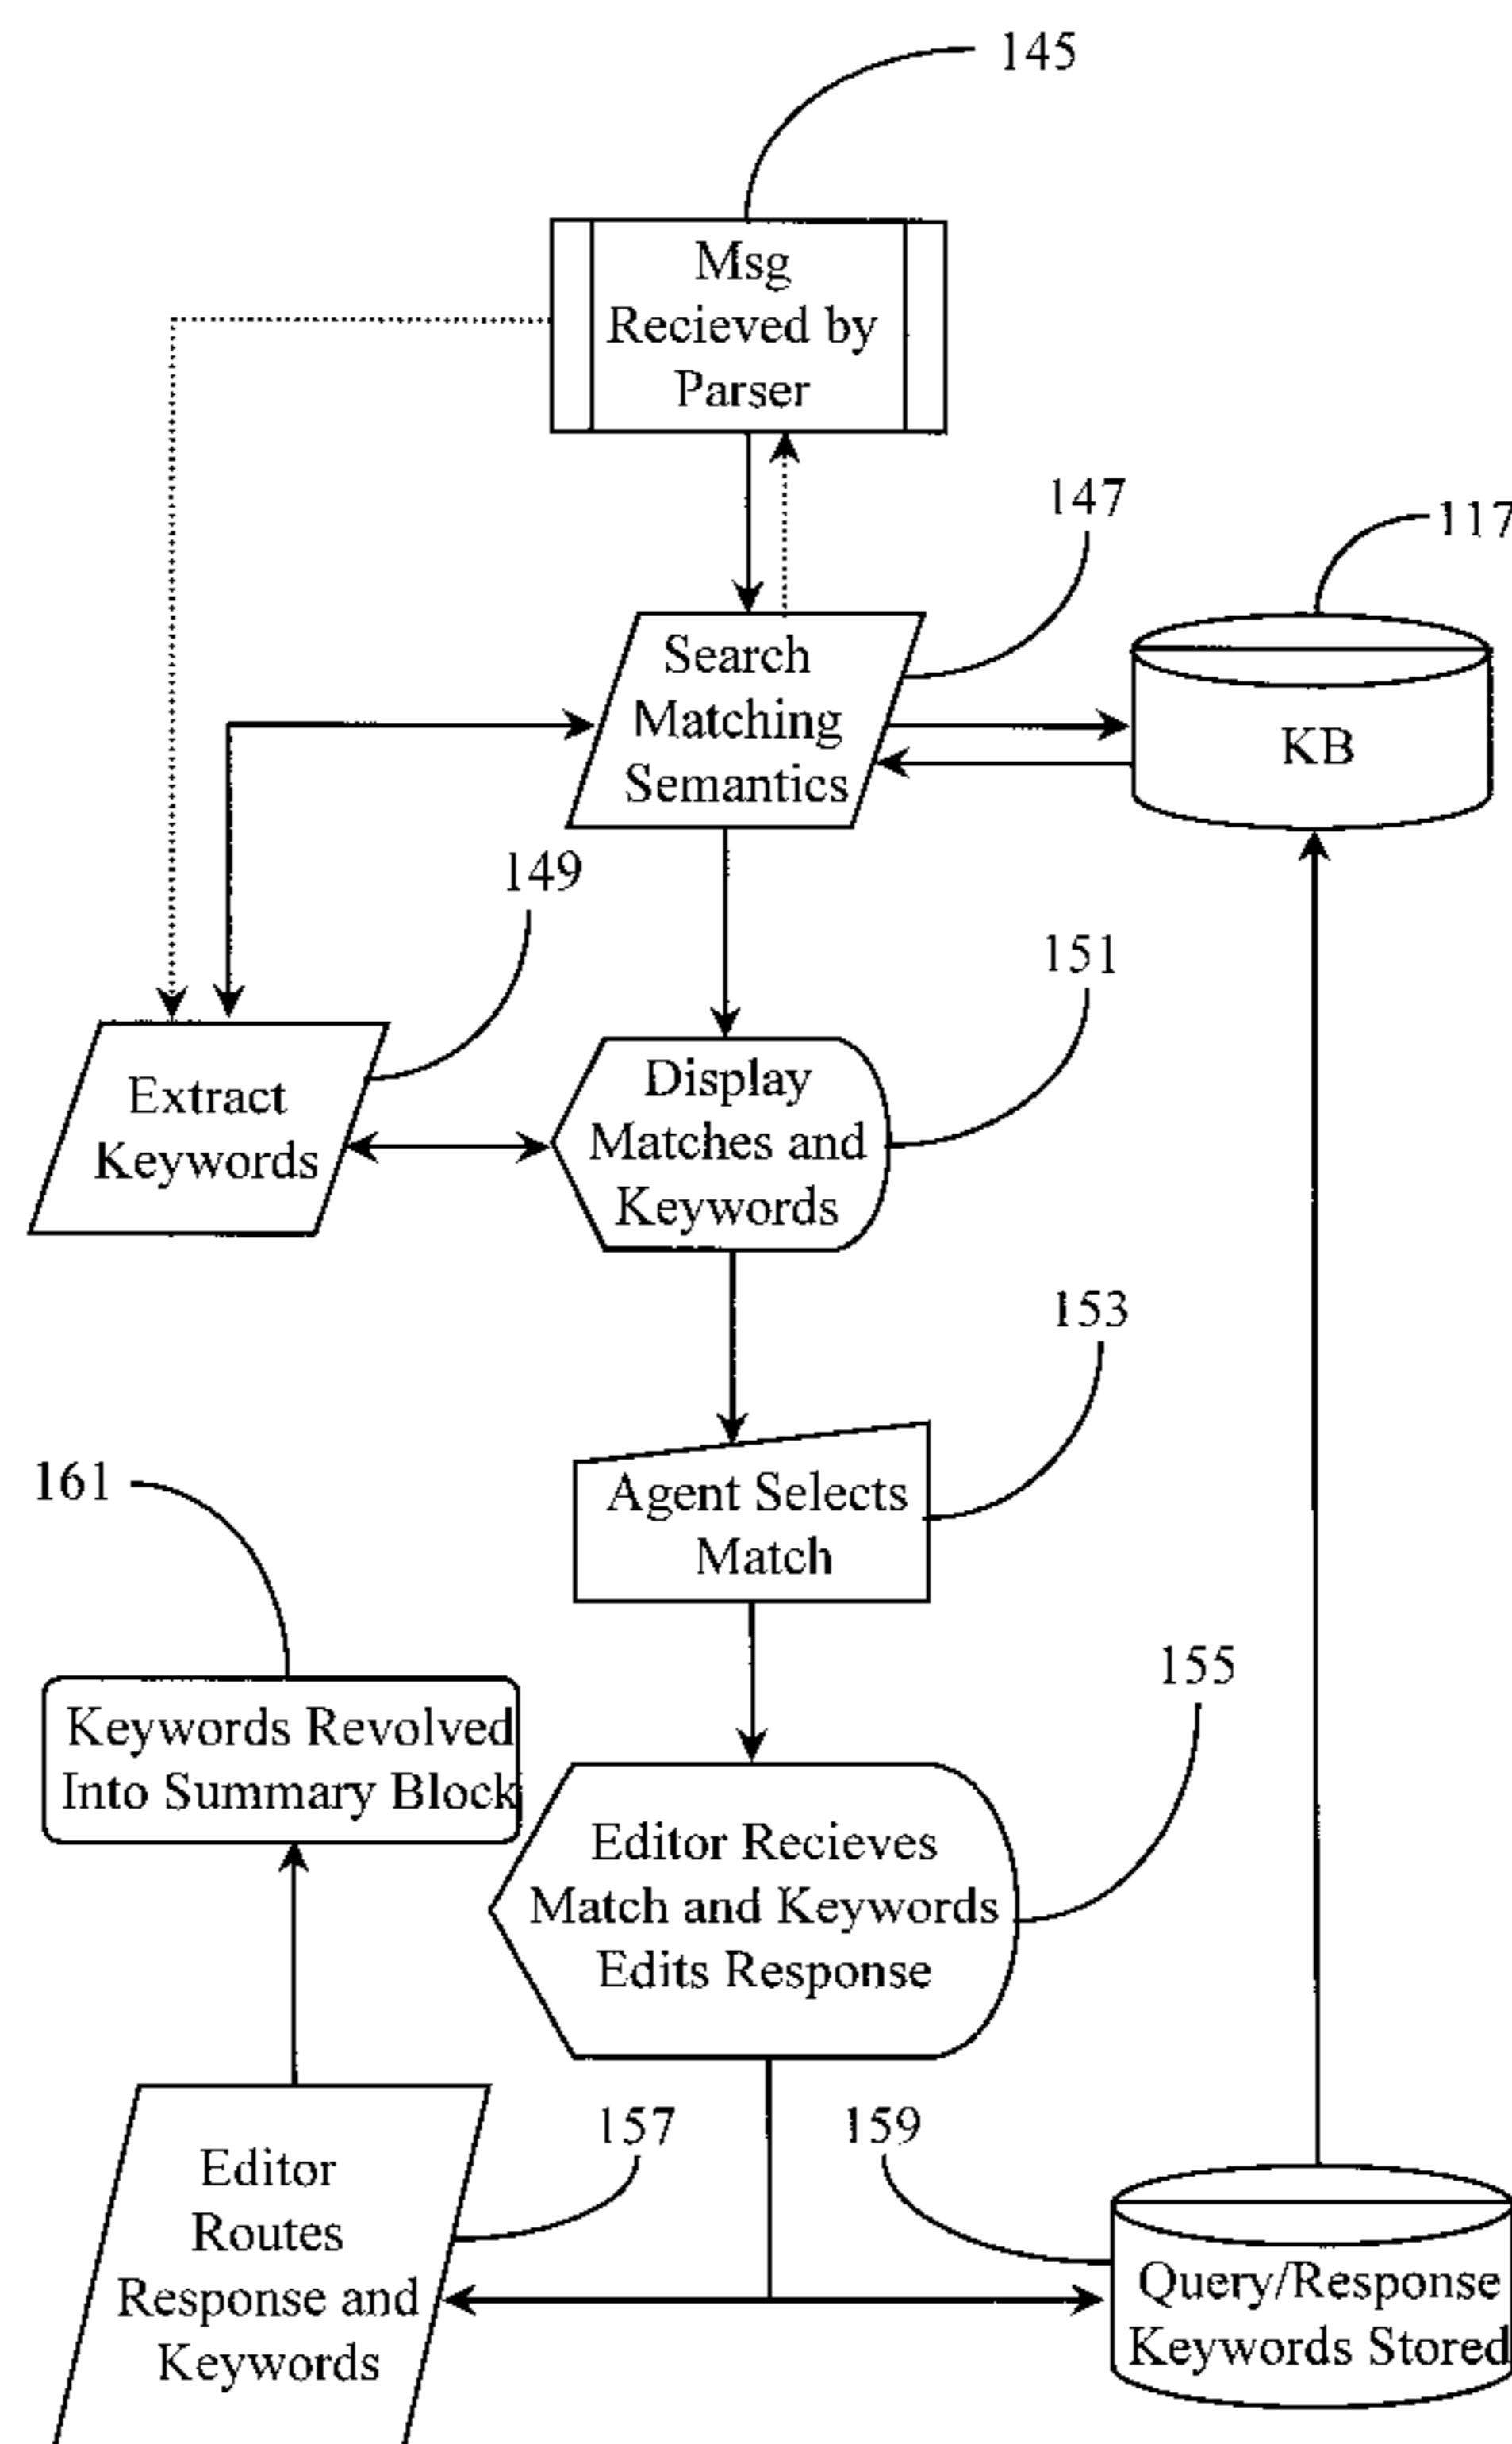 145
Msg
Recieved by
Parser
147
117
Search
Matching
Semantics
KB
149
151
Extract
Keywords
Display
Matches and
Keywords
153
161
Agent Selects
Match
155
Keywords Revolved
Into Summary Block
Editor Recieves
Match and Keywords
Edits Response
157
159
Editor
Routes
Response and
Keywords
Query/Response
Keywords Stored